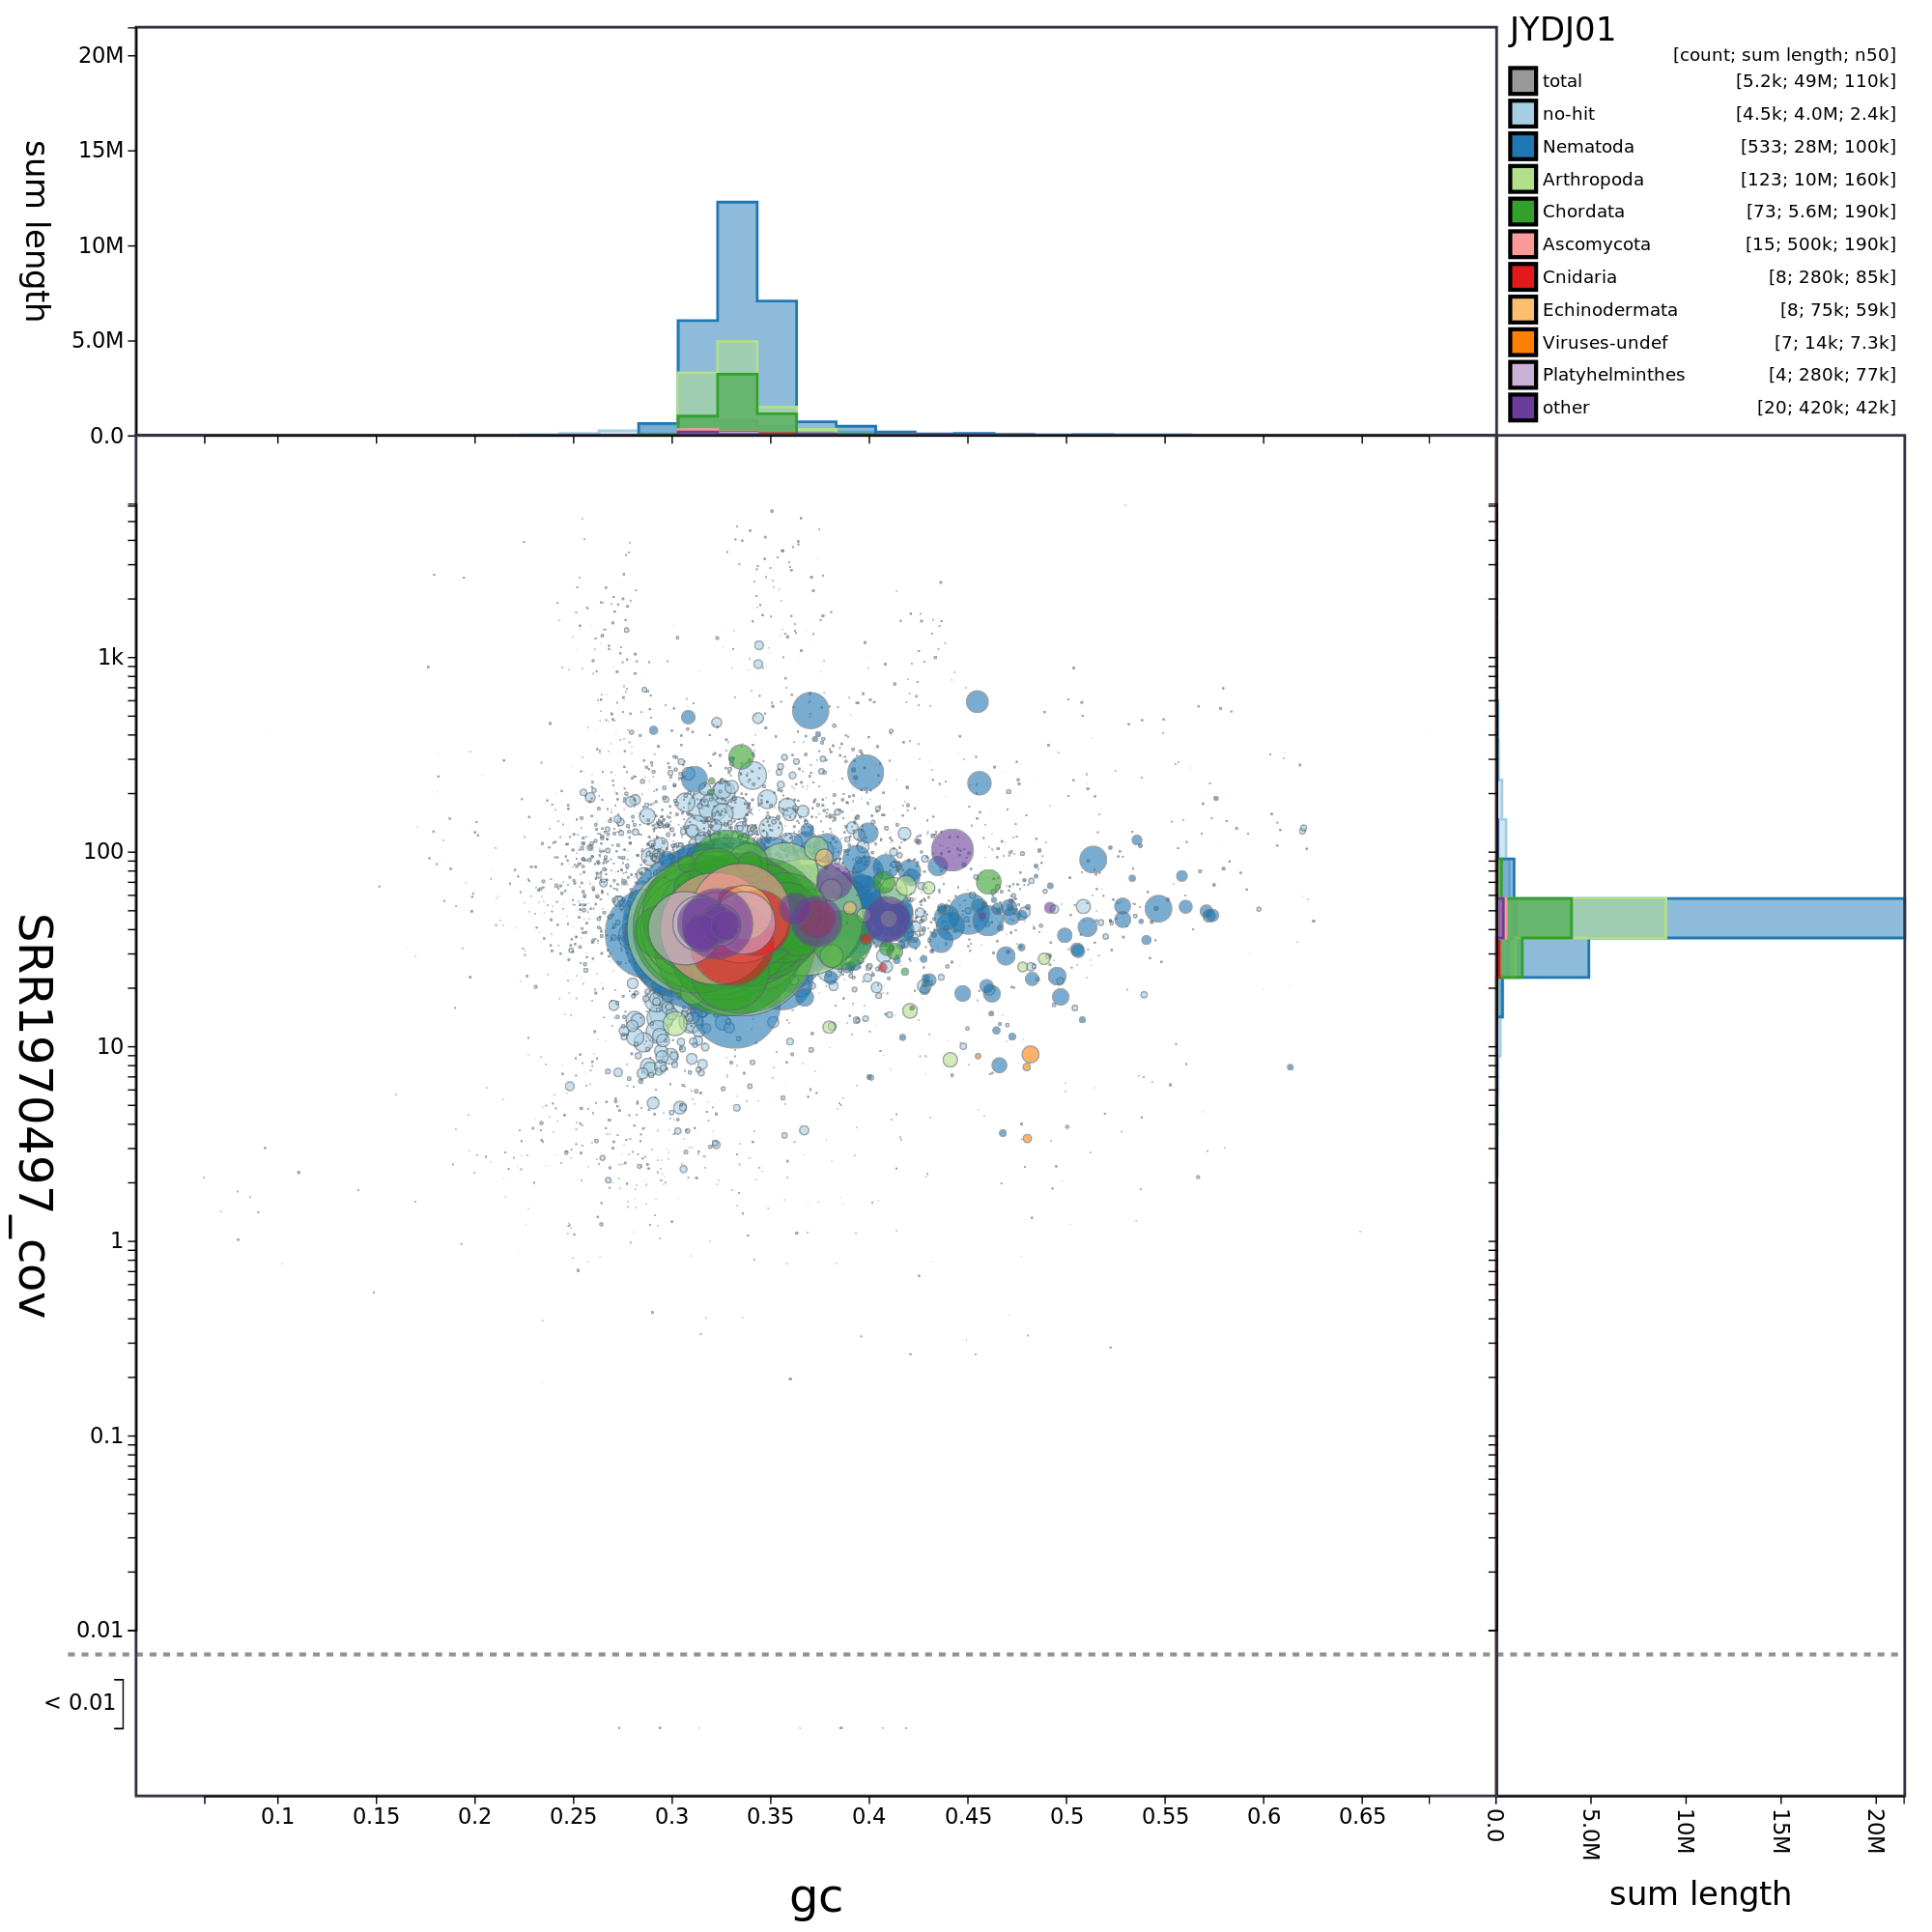 JYDJ01
[count; sum length; n50]
total [5.2k; 49M; 110k]
no-hit [4.5k; 4.0M; 2.4k]
Nematoda [533; 28M; 100k]
Arthropoda [123; 10M; 160k]
Chordata [73; 5.6M; 190k]
Ascomycota [15; 500k; 190k]
Cnidaria [8; 280k; 85k]
Echinodermata [8; 75k; 59k]
Viruses-undef [7; 14k; 7.3k]
Platyhelminthes [4; 280k; 77k]
other [20; 420k; 42k]
sum length
20M
15M
10M
5.0M
0.0
SRR1970497_cov
1k
100
10
1
0.1
0.01
< 0.01
0.1 0.15 0.2 0.25 0.3 0.35 0.4 0.45 0.5 0.55 0.6 0.65
gc
0.0 5.0M 10M 15M 20M
sum length